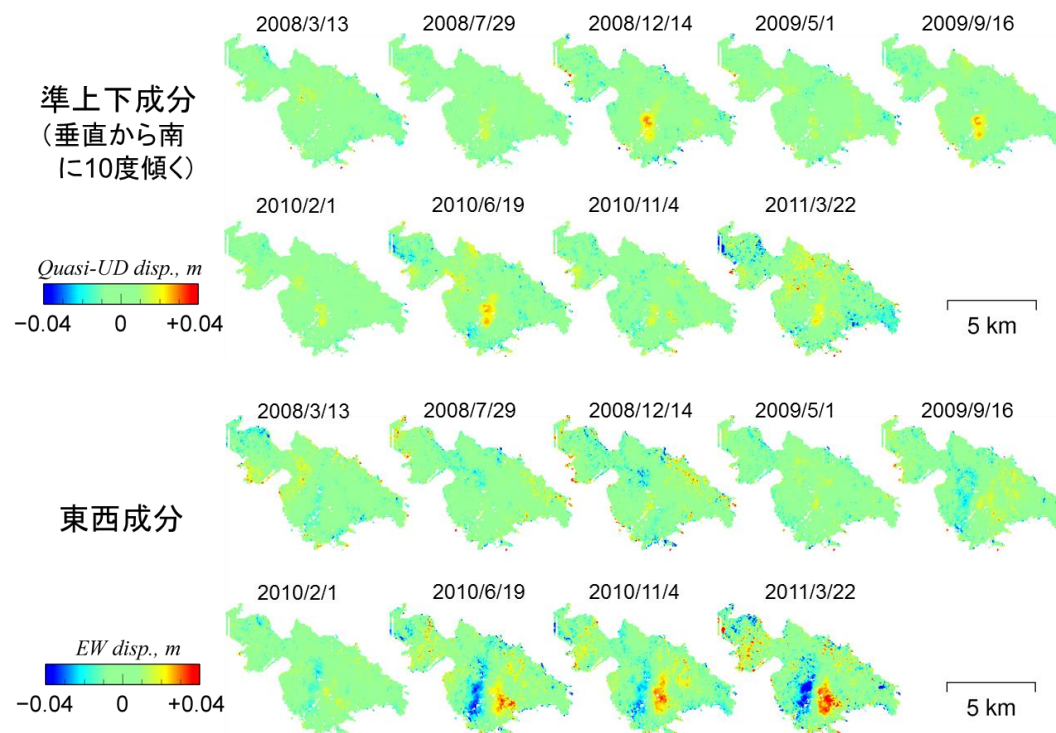 2008/3/13 2008/7/29 2008/12/14 2009/5/1 2009/9/16
準上下成分
（垂直から南
に10度傾く）
2010/2/1 2010/6/19 2010/11/4 2011/3/22
Quasi-UD disp., m
−0.04 0 +0.04
5 km
2008/3/13 2008/7/29 2008/12/14 2009/5/1 2009/9/16
東西成分
2010/2/1 2010/6/19 2010/11/4 2011/3/22
EW disp., m
−0.04 0 +0.04
5 km